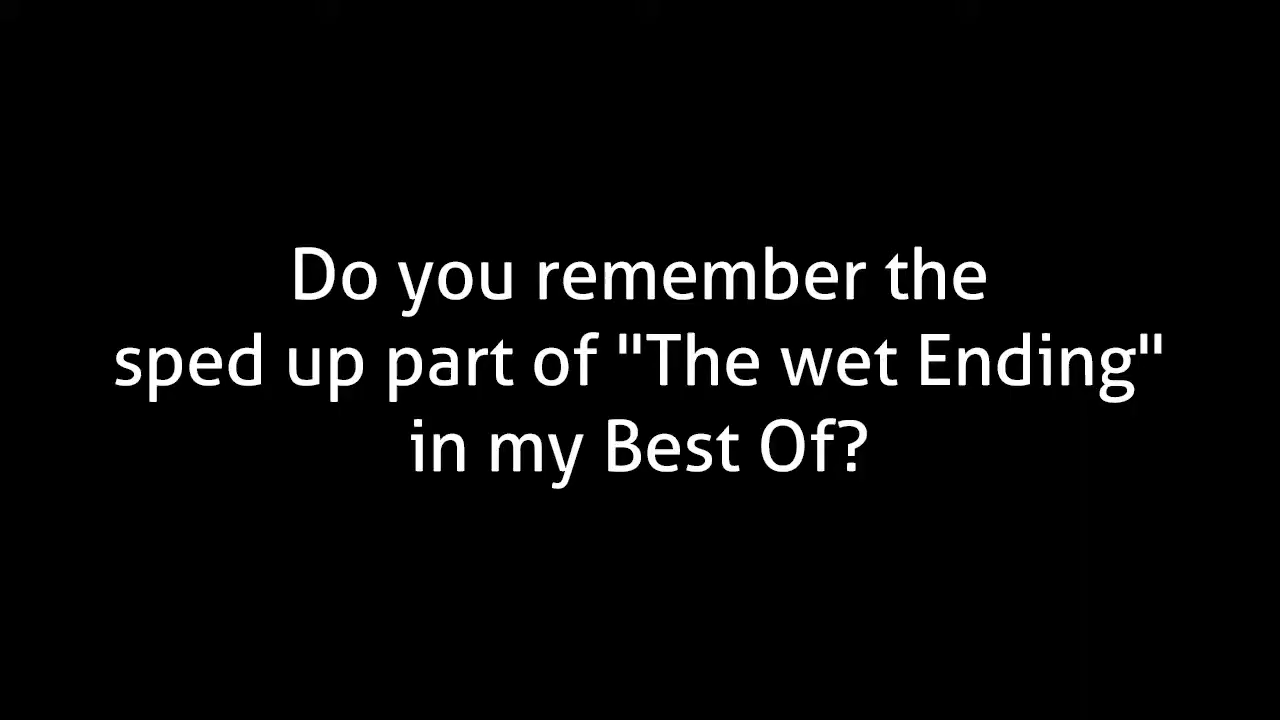 Do you remember the
sped up part of "The wet Ending"
in my Best Of?